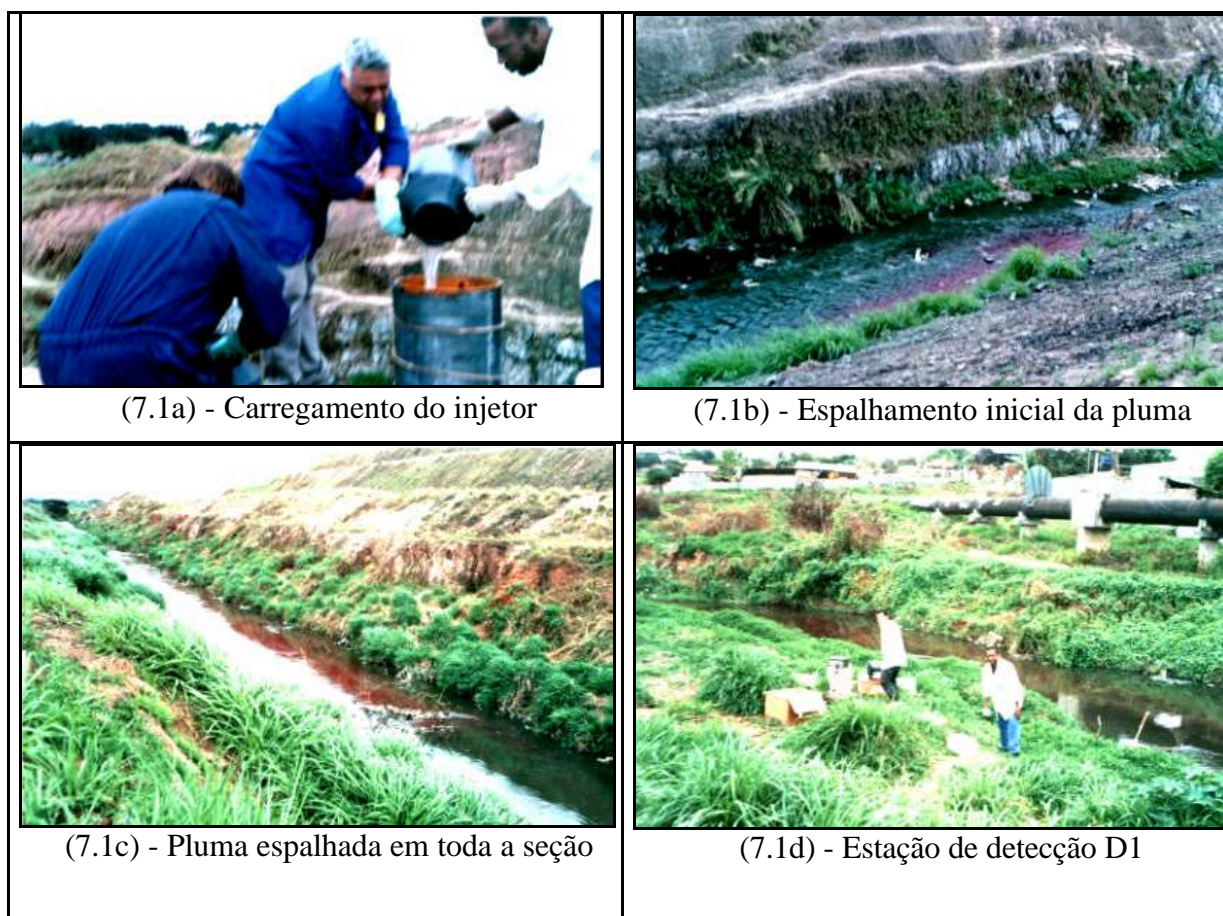 (7.1a) - Carregamento do injetor
(7.1b) - Espalhamento inicial da pluma
(7.1c) - Pluma espalhada em toda a seção
(7.1d) - Estação de detecção D1